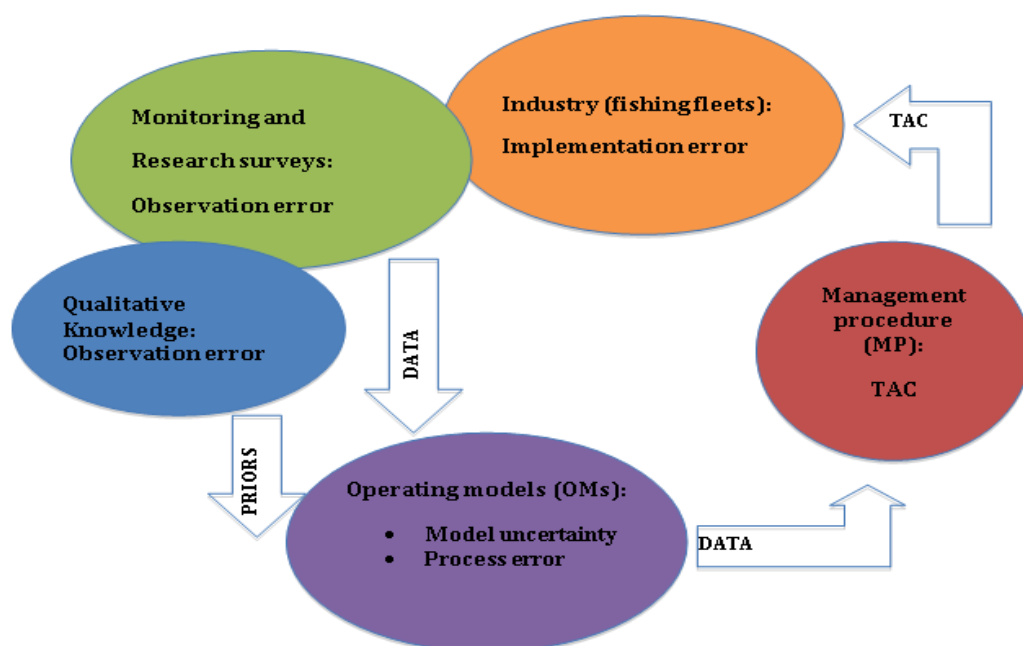 Monitoring and
Research surveys:
Observation error
Industry (fishing fleets):
Implementation error
TAC
Qualitative
Knowledge:
Observation error
DATA
Management
procedure
(MP):
TAC
PRIORS
Operating models (OMs):
• Model uncertainty
• Process error
DATA